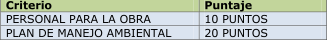 Criterio Puntaje
PERSONAL PARA LA OBRA 10 PUNTOS
PLAN DE MANEJO AMBIENTAL 20 PUNTOS